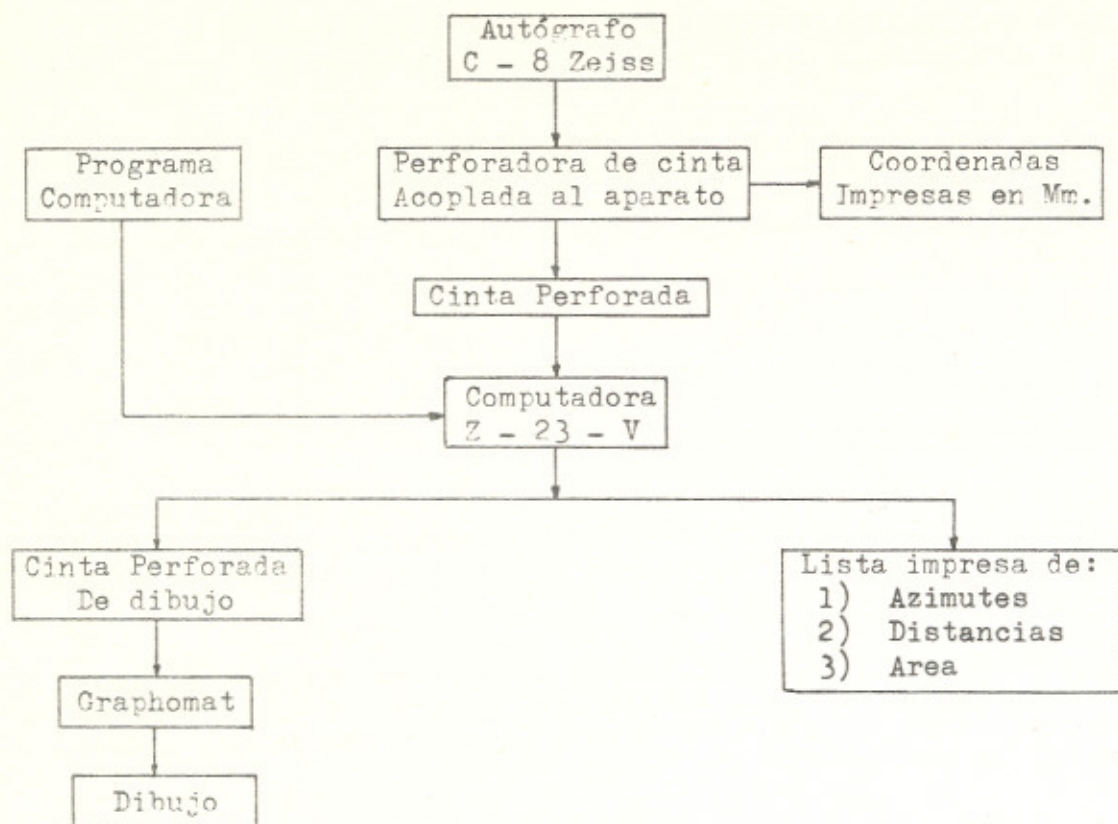 Autógrafo
C - 8 Zeiss
Programa
Computadora
Perforadora de cinta
Acoplada al aparato
Coordenadas
Impresas en Mm.
Cinta Perforada
Computadora
Z - 23 - V
Cinta Perforada
De dibujo
Lista impresa de:
1) Azimutes
2) Distancias
3) Area
Graphomat
Dibujo